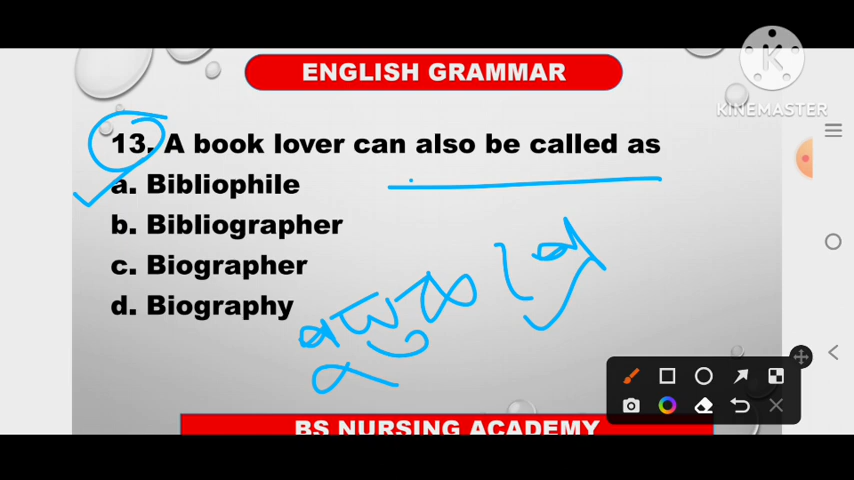 ENGLISH GRAMMAR
KINEMASTER
13. A book lover can also be called as
a. Bibliophile
b. Bibliographer
c. Biographer
d. Biography
BS NURSING ACADEMY